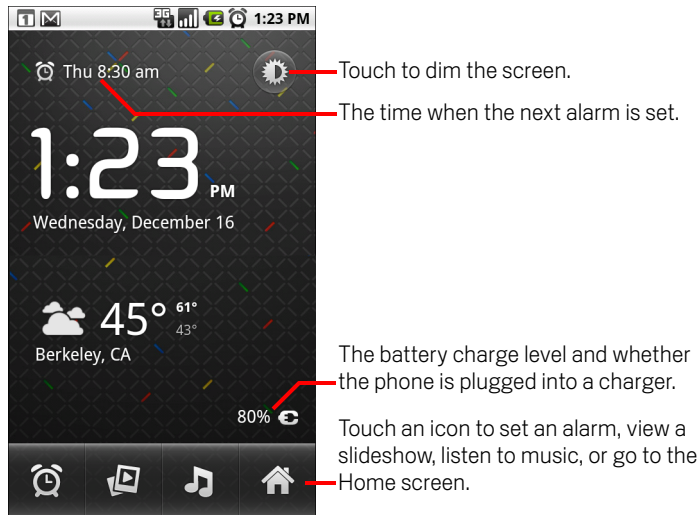 1 3G 1:23 PM
Thu 8:30 am
Touch to dim the screen.
The time when the next alarm is set.
1:23 PM
Wednesday, December 16
45° 61°
43°
Berkeley, CA
The battery charge level and whether
the phone is plugged into a charger.
80%
Touch an icon to set an alarm, view a
slideshow, listen to music, or go to the
Home screen.